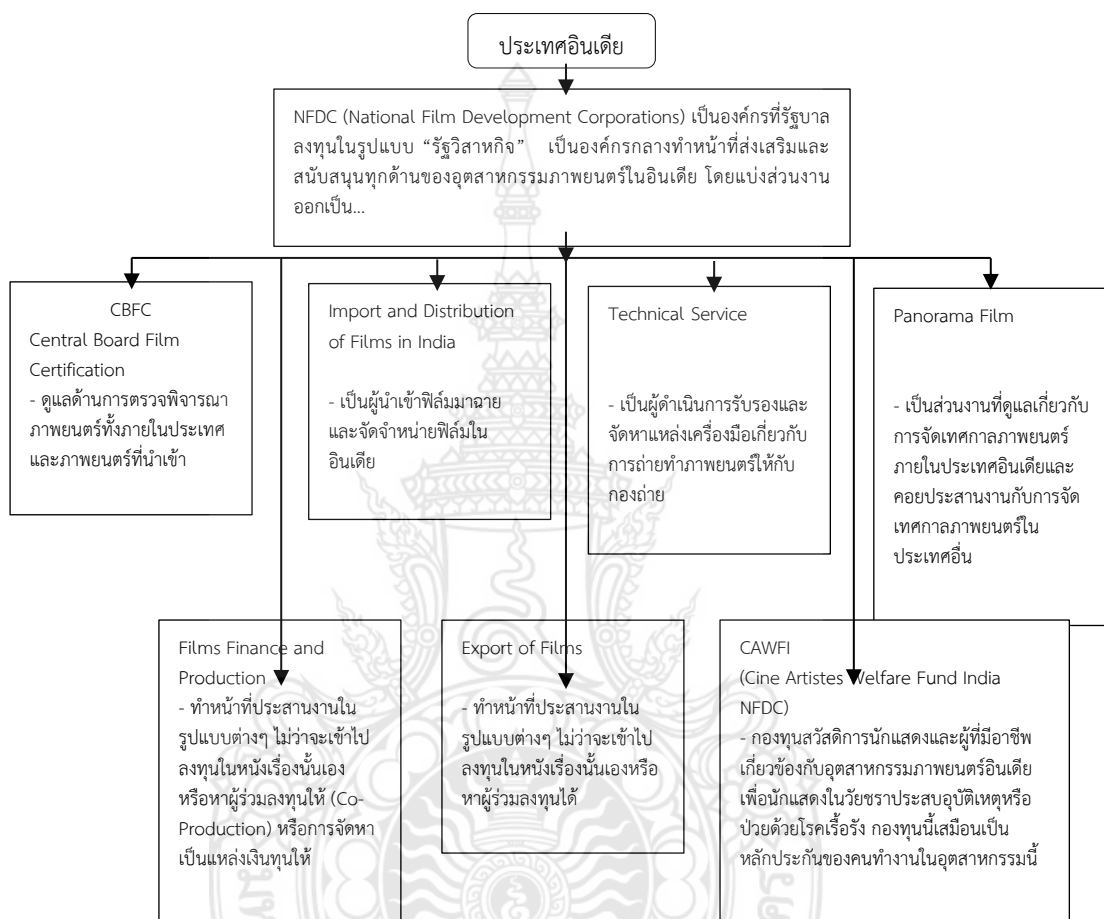 ประเทศอินเดีย
NFDC (National Film Development Corporations) เป็นองค์กรที่รัฐบาล
ลงทุนในรูปแบบ “รัฐวิสาหกิจ” เป็นองค์กรกลางทำหน้าที่ส่งเสริมและ
สนับสนุนทุกด้านของอุตสาหกรรมภาพยนตร์ในอินเดีย โดยแบ่งส่วนงาน
ออกเป็น...
CBFC
Central Board Film
Certification
- ดูแลด้านการตรวจพิจารณา
ภาพยนตร์ทั้งภายในประเทศ
และภาพยนตร์ที่นำเข้า
Import and Distribution
of Films in India
- เป็นผู้นำเข้าฟิล์มมาฉาย
และจัดจำหน่ายฟิล์มใน
อินเดีย
Technical Service
- เป็นผู้ดำเนินการรับรองและ
จัดหาแหล่งเครื่องมือเกี่ยวกับ
การถ่ายทำภาพยนตร์ให้กับ
กองถ่าย
Panorama Film
- เป็นส่วนงานที่ดูแลเกี่ยวกับ
การจัดเทศกาลภาพยนตร์
ภายในประเทศอินเดียและ
คอยประสานงานกับการจัด
เทศกาลภาพยนตร์ใน
ประเทศอื่น
Films Finance and
Production
- ทำหน้าที่ประสานงานใน
รูปแบบต่างๆ ไม่ว่าจะเข้าไป
ลงทุนในหนังเรื่องนั้นเอง
หรือหาผู้ร่วมลงทุนให้ (Co-
Production) หรือการจัดหา
เป็นแหล่งเงินทุนให้
Export of Films
- ทำหน้าที่ประสานงานใน
รูปแบบต่างๆ ไม่ว่าจะเข้าไป
ลงทุนในหนังเรื่องนั้นเองหรือ
หาผู้ร่วมลงทุนได้
CAWFI
(Cine Artistes Welfare Fund India
NFDC)
- กองทุนสวัสดิการนักแสดงและผู้ที่มีอาชีพ
เกี่ยวข้องกับอุตสาหกรรมภาพยนตร์อินเดีย
เพื่อนักแสดงในวัยชราประสบอุบัติเหตุหรือ
ป่วยด้วยโรคเรื้อรัง กองทุนนี้เสมือนเป็น
หลักประกันของคนทำงานในอุตสาหกรรมนี้